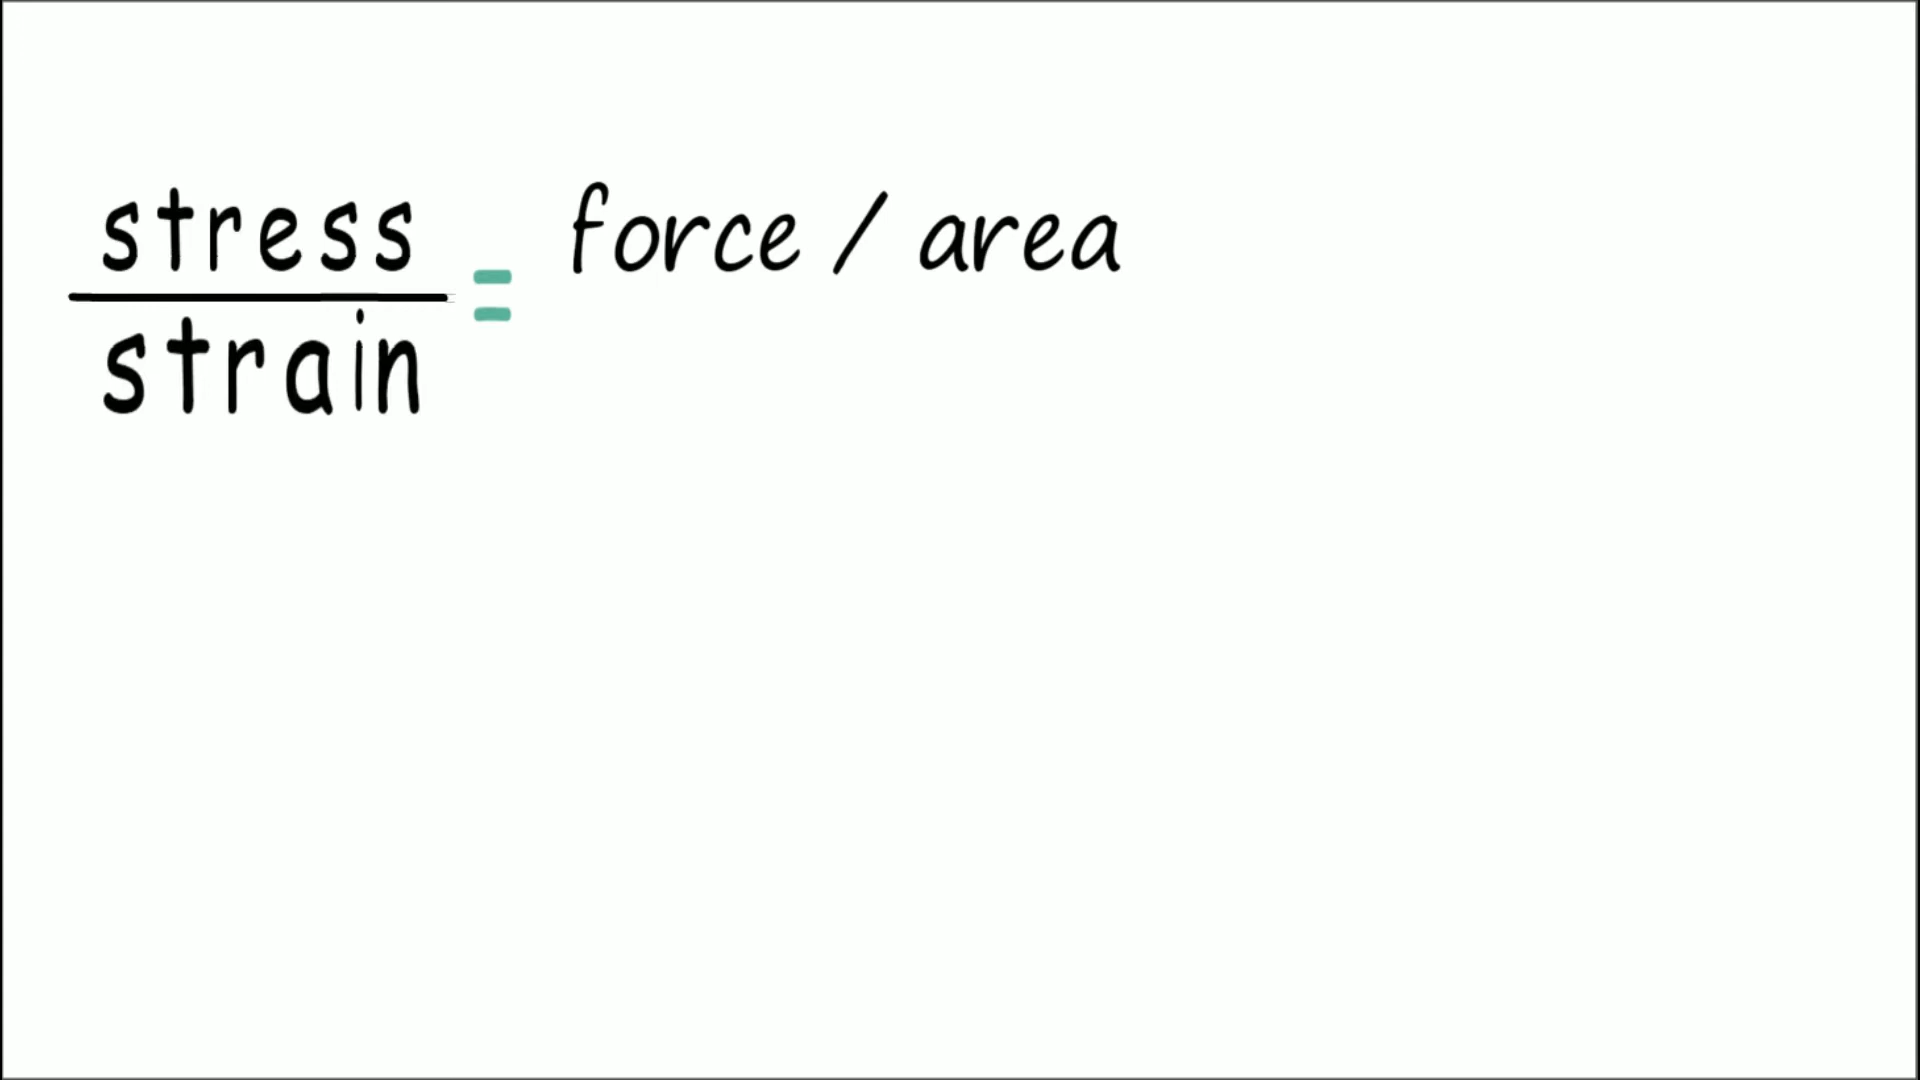 stress = force / area
strain